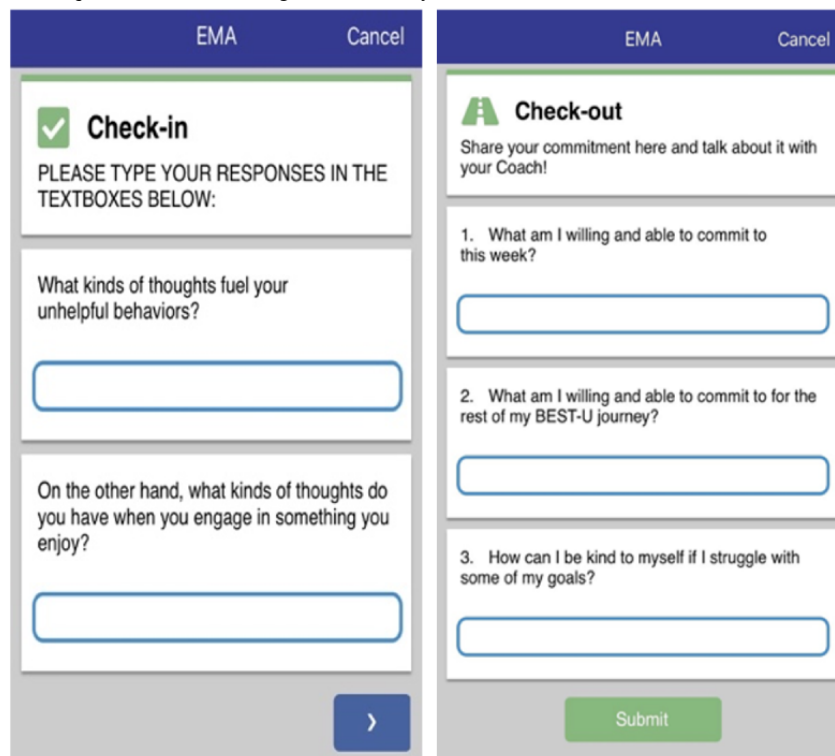 EMA Cancel
Check-in
PLEASE TYPE YOUR RESPONSES IN THE
TEXTBOXES BELOW:
What kinds of thoughts fuel your
unhelpful behaviors?
On the other hand, what kinds of thoughts do
you have when you engage in something you
enjoy?
EMA Cancel
Check-out
Share your commitment here and talk about it with
your Coach!
1. What am I willing and able to commit to
this week?
2. What am I willing and able to commit to for the
rest of my BEST-U journey?
3. How can I be kind to myself if I struggle with
some of my goals?
Submit